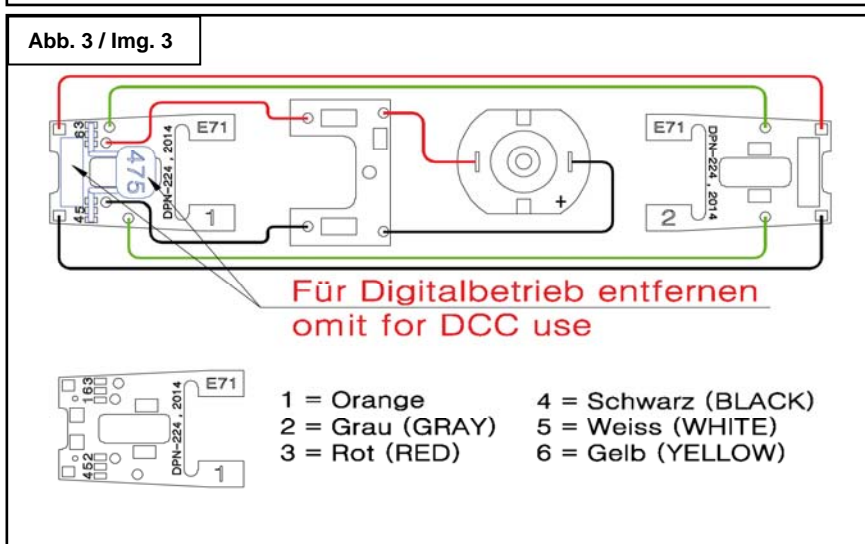 Abb. 3 / Img. 3
63
E71
475
45
DPN-224, 2014
1
+
E71
DPN-224, 2014
2
Für Digitalbetrieb entfernen
omit for DCC use
163
E71
DPN-224, 2014
452
1
1 = Orange
2 = Grau (GRAY)
3 = Rot (RED)
4 = Schwarz (BLACK)
5 = Weiss (WHITE)
6 = Gelb (YELLOW)